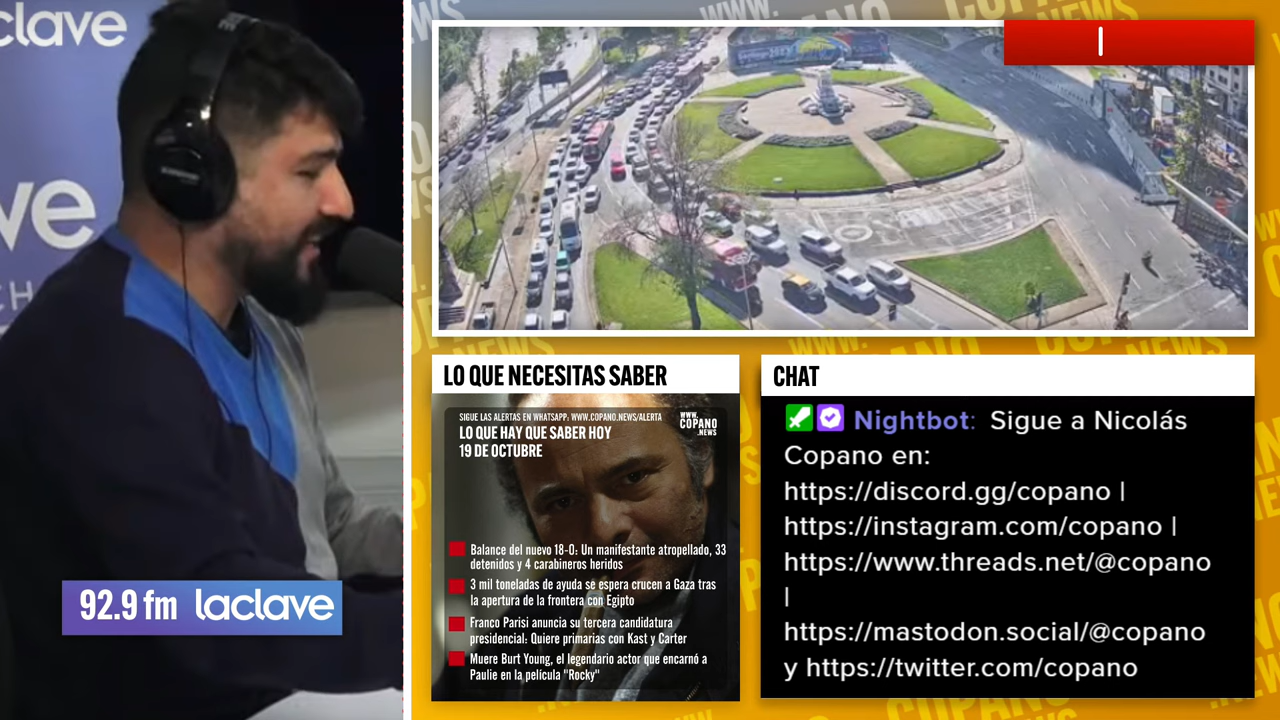 clave
ve
CH
92.9 fm laclave
LO QUE NECESITAS SABER
SIGUE LAS ALERTAS EN WHATSAPP: WWW.COPANO.NEWS/ALERTA
WWW.
COPANO
.NEWS
LO QUE HAY QUE SABER HOY
19 DE OCTUBRE
Balance del nuevo 18-O: Un manifestante atropellado, 33
detenidos y 4 carabineros heridos
3 mil toneladas de ayuda se espera crucen a Gaza tras
la apertura de la frontera con Egipto
Franco Parisi anuncia su tercera candidatura
presidencial: Quiere primarias con Kast y Carter
Muere Burt Young, el legendario actor que encarnó a
Paulie en la película "Rocky"
CHAT
Nightbot: Sigue a Nicolás
Copano en:
https://discord.gg/copano |
https://instagram.com/copano |
https://www.threads.net/@copano
|
https://mastodon.social/@copano
y https://twitter.com/copano